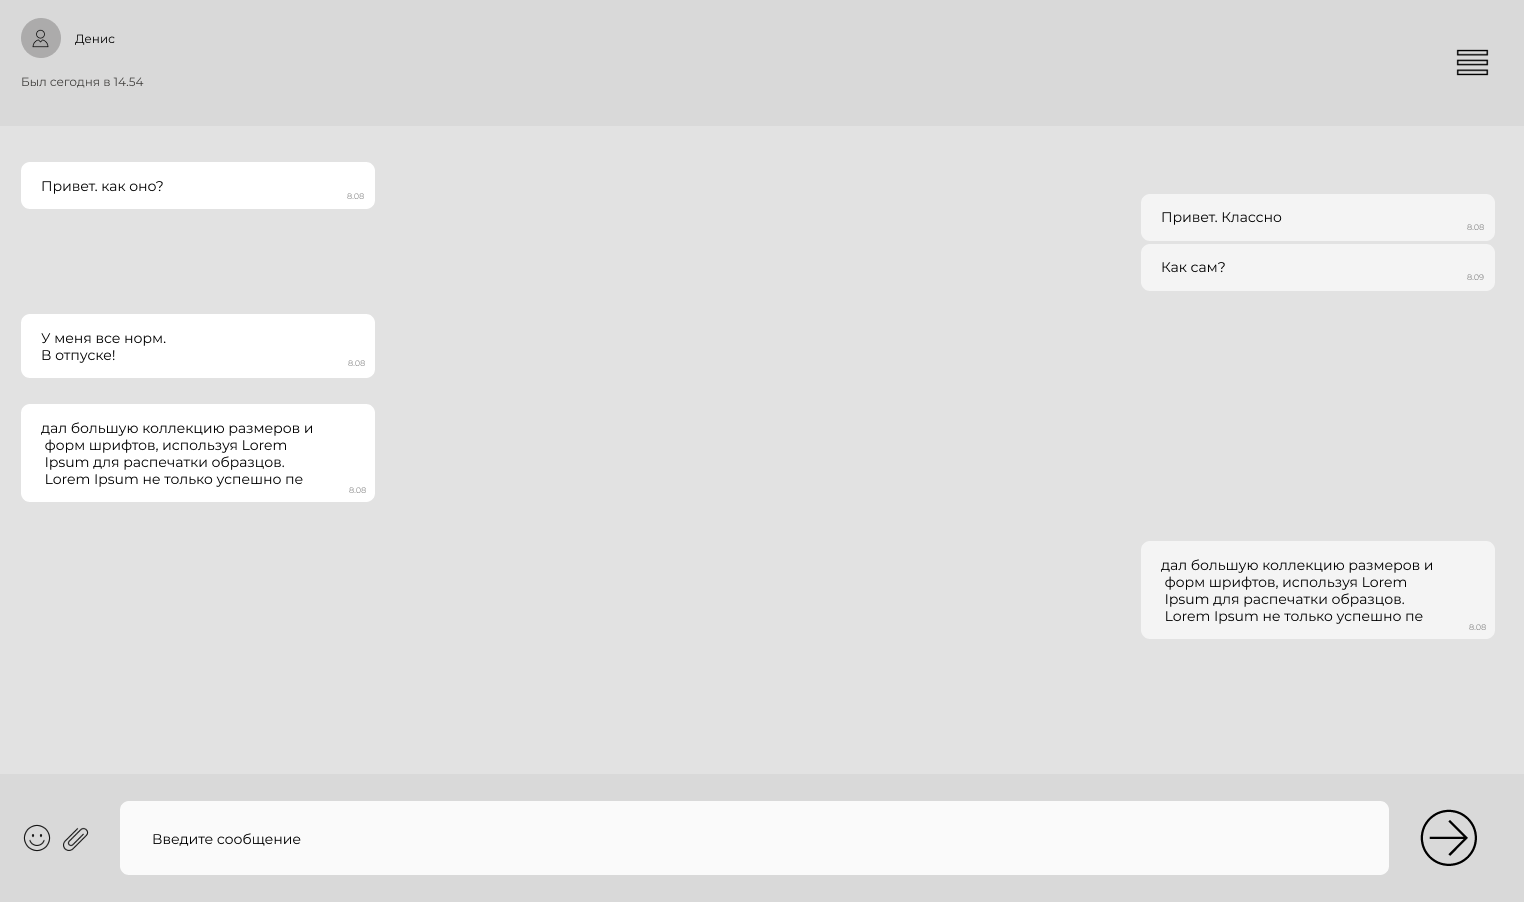 Денис
Был сегодня в 14.54
Привет. как оно?
8.08
Привет. Классно
8.08
Как сам?
8.09
У меня все норм.
В отпуске!
8.08
дал большую коллекцию размеров и
форм шрифтов, используя Lorem
Ipsum для распечатки образцов.
Lorem Ipsum не только успешно пе
8.08
дал большую коллекцию размеров и
форм шрифтов, используя Lorem
Ipsum для распечатки образцов.
Lorem Ipsum не только успешно пе
8.08
Введите сообщение